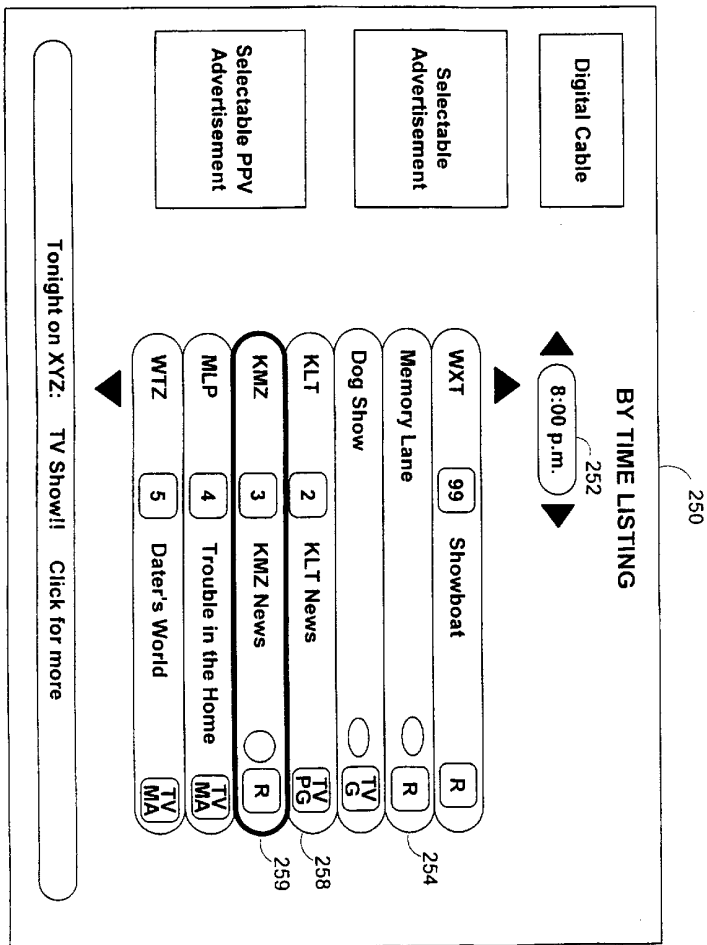 250
BY TIME LISTING
Digital Cable
8:00 p.m.
252
Selectable
Advertisement
Selectable PPV
Advertisement
WXT 99 Showboat R
Memory Lane R
254
Dog Show TV
G
KLT 2 KLT News TV
PG
258
KMZ 3 KMZ News R
259
MLP 4 Trouble in the Home TV
MA
WTZ 5 Dater's World TV
MA
Tonight on XYZ: TV Show!! Click for more